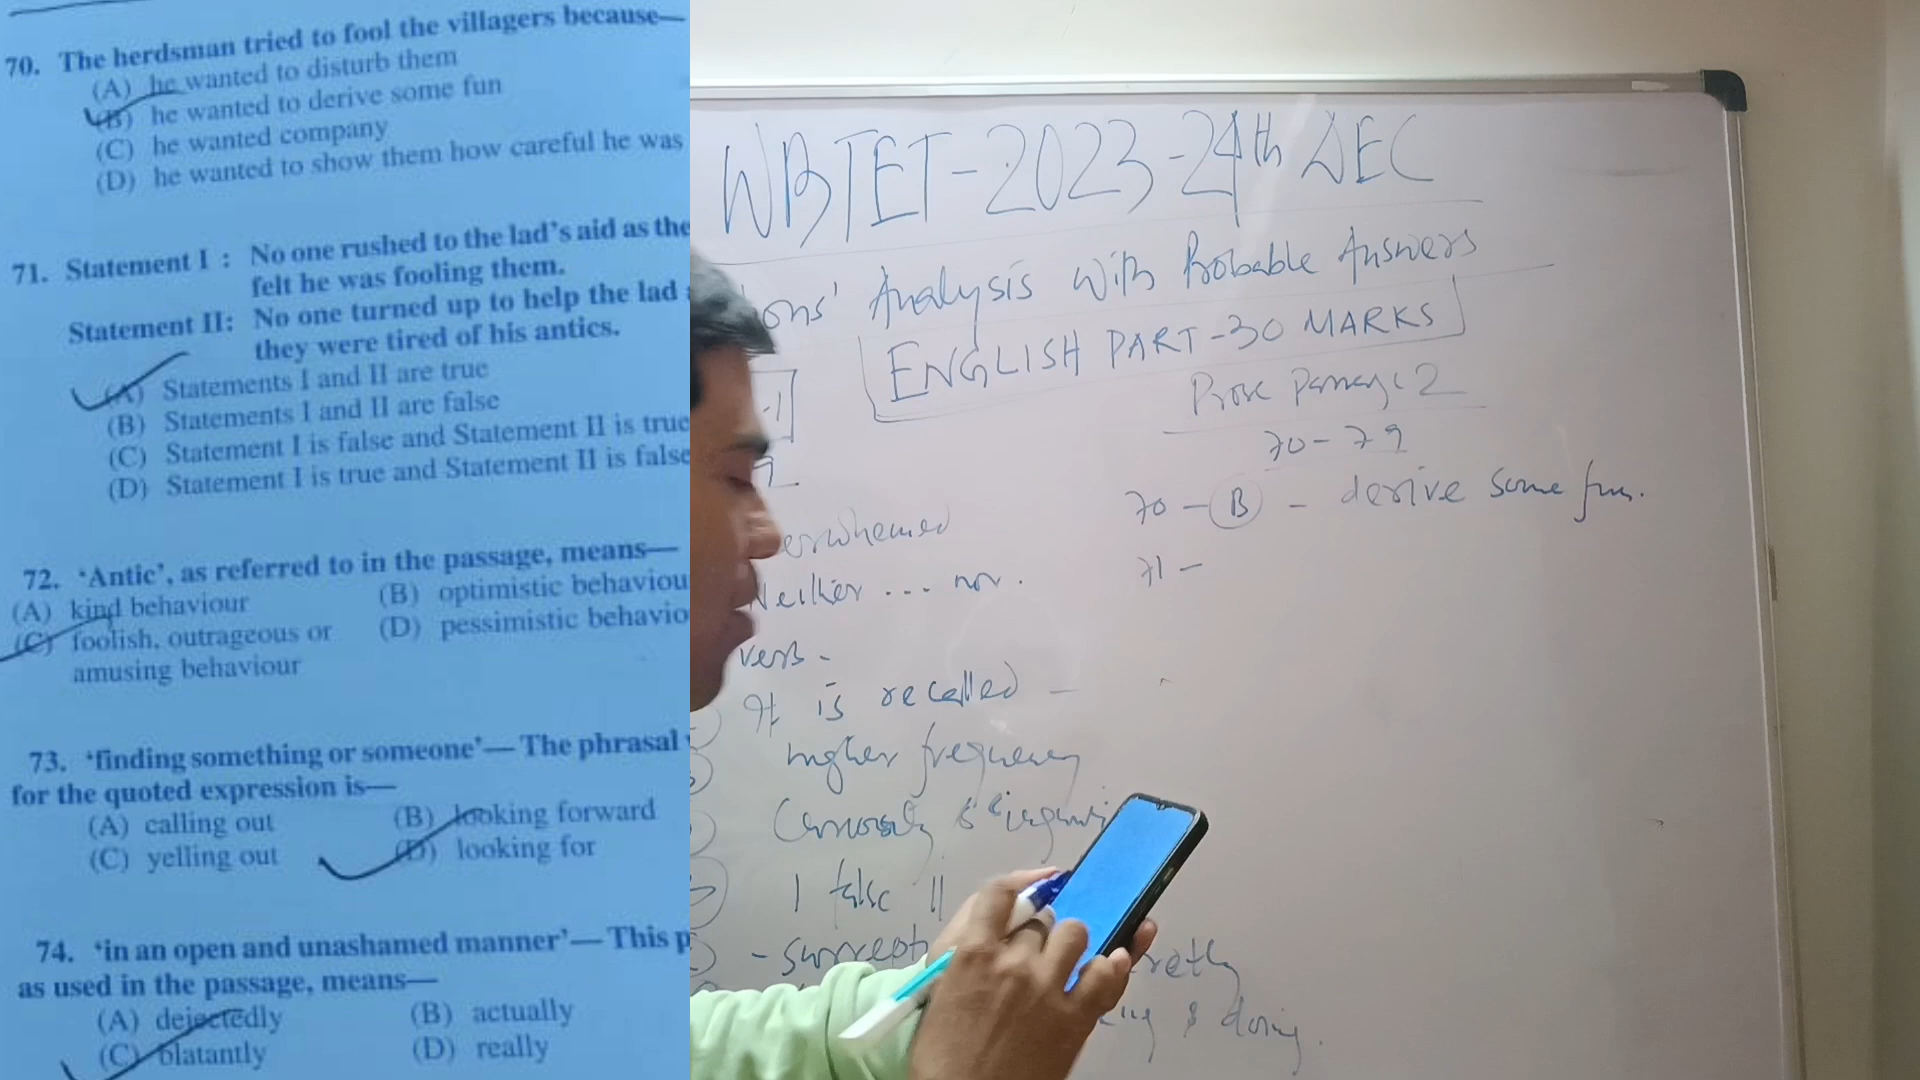 70. The herdsman tried to fool the villagers because—
(A) he wanted to disturb them
(B) he wanted to derive some fun
(C) he wanted company
(D) he wanted to show them how careful he was
71. Statement I : No one rushed to the lad's aid as the
felt he was fooling them.
Statement II: No one turned up to help the lad
they were tired of his antics.
(A) Statements I and II are true
(B) Statements I and II are false
(C) Statement I is false and Statement II is true
(D) Statement I is true and Statement II is false
72. 'Antic', as referred to in the passage, means—
(A) kind behaviour (B) optimistic behaviou
(C) foolish, outrageous or (D) pessimistic behavio
amusing behaviour
73. 'finding something or someone'— The phrasal
for the quoted expression is—
(A) calling out (B) looking forward
(C) yelling out (D) looking for
74. 'in an open and unashamed manner'— This p
as used in the passage, means—
(A) dejectedly (B) actually
(C) blatantly (D) really
WBTET-2023-24th DEC
ons' Analysis With Probable Answers
ENGLISH PART-30 MARKS
Prose Passage 2
70-79
70 - B - derive some fun.
71 -
erwhemed
Neither ... nor.
verb-
It is recalled -
higher frequency
I false II
- surrept
retly
& doing.